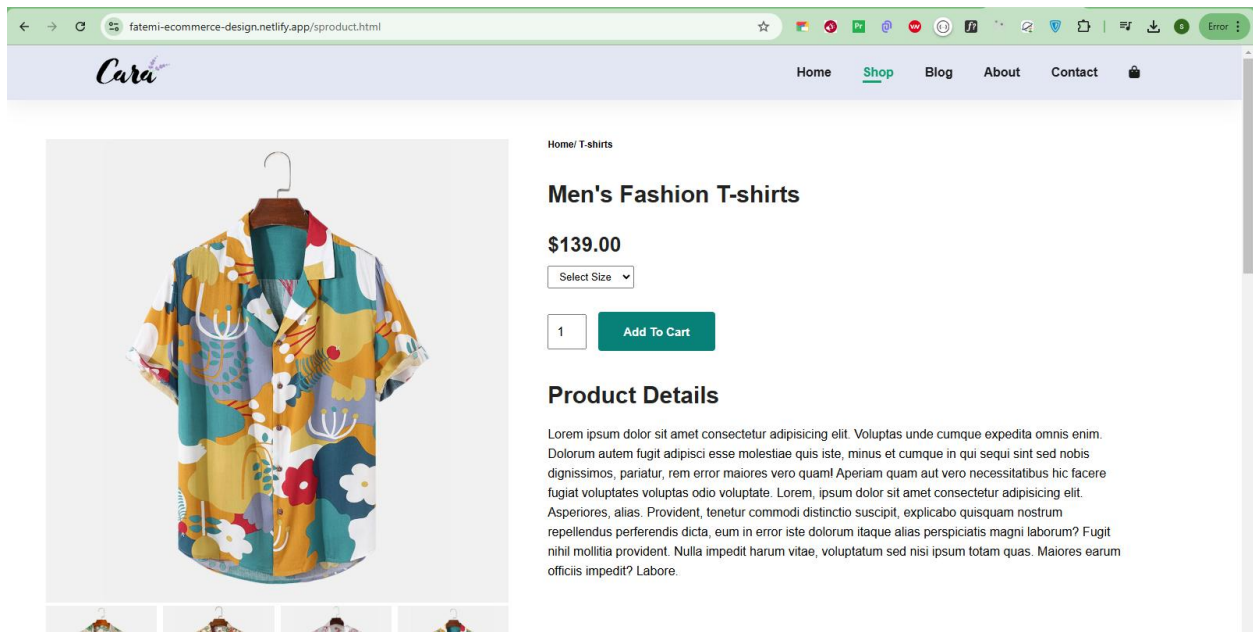 fatemi-ecommerce-design.netlify.app/sproduct.html
Error
Cara
Home Shop Blog About Contact
Home/ T-shirts
Men's Fashion T-shirts
$139.00
Select Size
1
Add To Cart
Product Details
Lorem ipsum dolor sit amet consectetur adipisicing elit. Voluptas unde cumque expedita omnis enim.
Dolorum autem fugit adipisci esse molestiae quis iste, minus et cumque in qui sequi sint sed nobis
dignissimos, pariatur, rem error maiores vero quam! Aperiam quam aut vero necessitatibus hic facere
fugiat voluptates voluptas odio voluptate. Lorem, ipsum dolor sit amet consectetur adipisicing elit.
Asperiores, alias. Provident, tenetur commodi distinctio suscipit, explicabo quisquam nostrum
repellendus perferendis dicta, eum in error iste dolorum itaque alias perspiciatis magni laborum? Fugit
nihil mollitia provident. Nulla impedit harum vitae, voluptatum sed nisi ipsum totam quas. Maiores earum
officiis impedit? Labore.